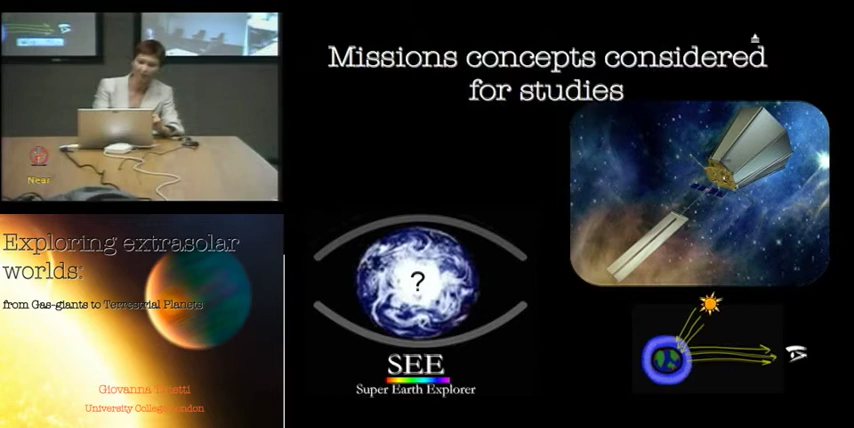 Near
Exploring extrasolar
worlds:
from Gas-giants to Terrestrial Planets
Giovanna
University College London
Missions concepts considered
for studies
?
SEE
Super Earth Explorer